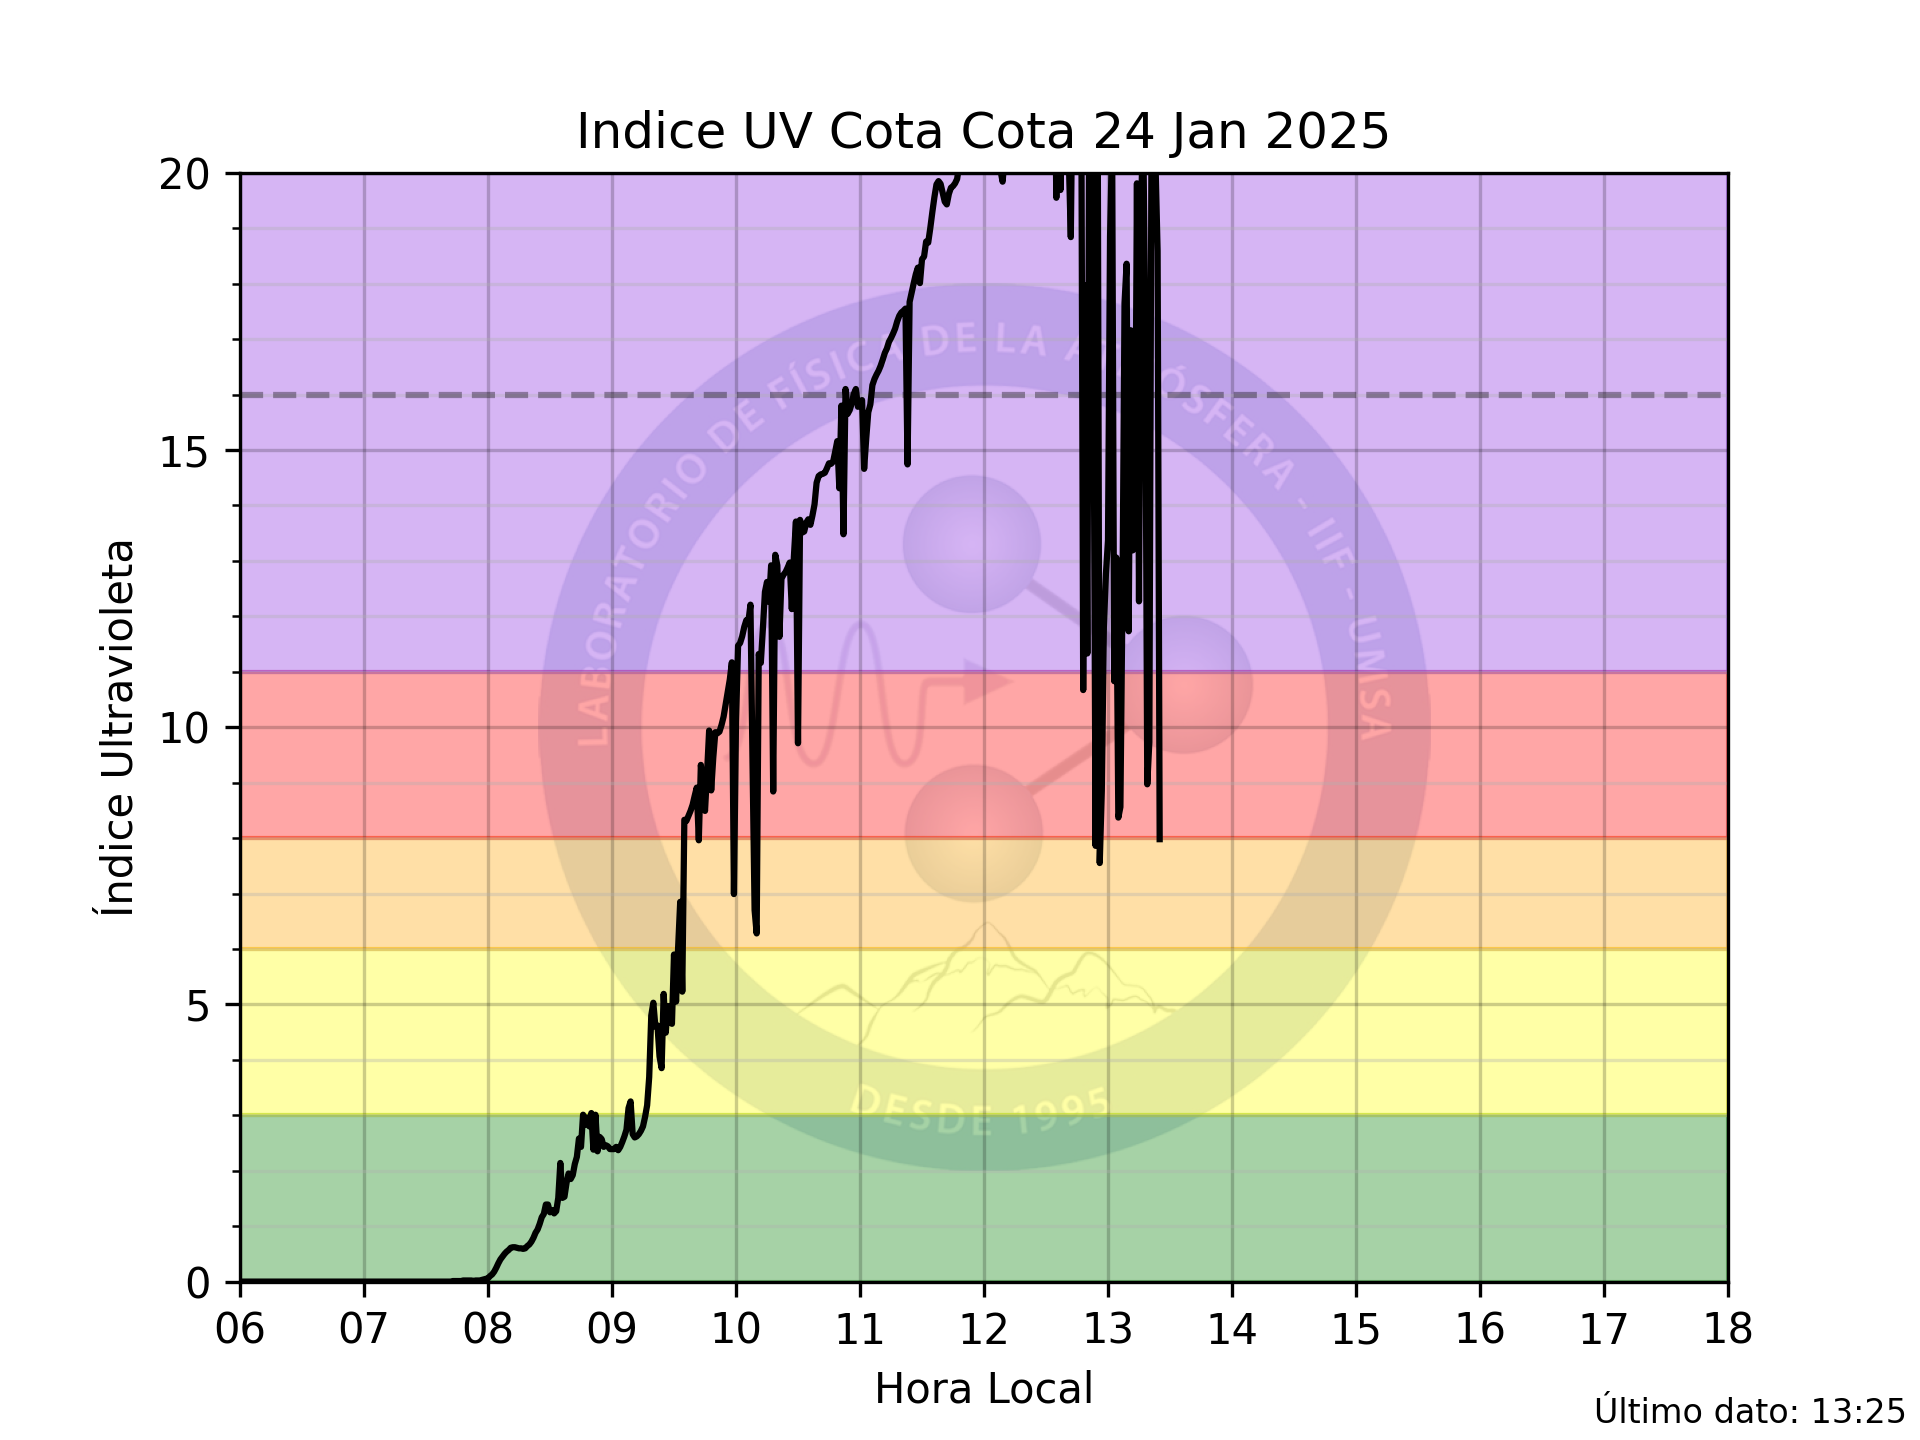 Indice UV Cota Cota 24 Jan 2025
20
15
10
5
0
Índice Ultravioleta
LABORATORIO DE FÍSICA DE LA ATMÓSFERA - IIF - UMSA
DESDE 1995
06 07 08 09 10 11 12 13 14 15 16 17 18
Hora Local
Último dato: 13:25